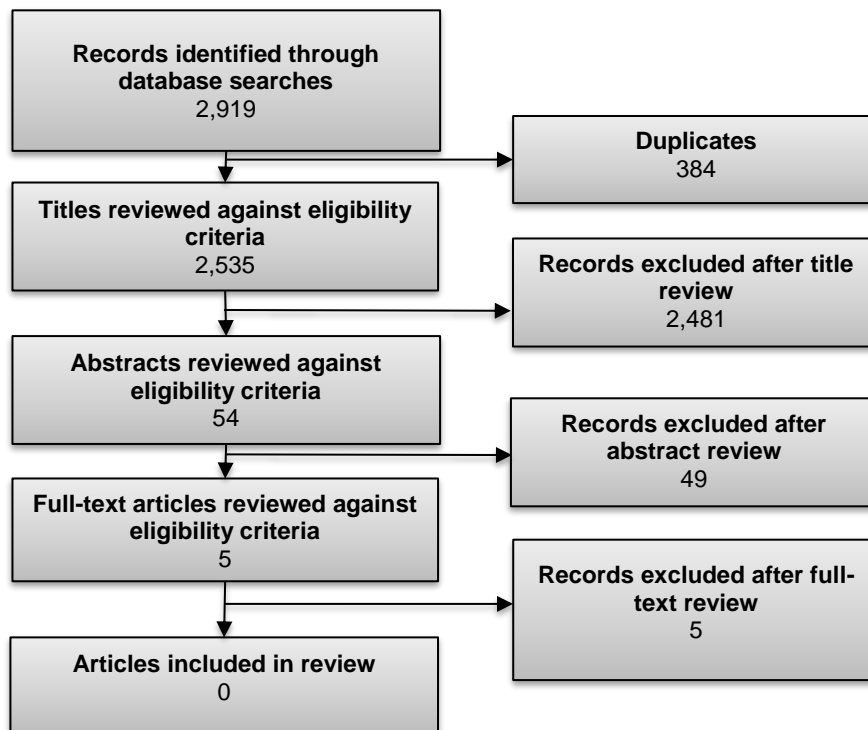 Records identified through
database searches
2,919
Duplicates
384
Titles reviewed against eligibility
criteria
2,535
Records excluded after title
review
2,481
Abstracts reviewed against
eligibility criteria
54
Records excluded after
abstract review
49
Full-text articles reviewed against
eligibility criteria
5
Records excluded after full-
text review
5
Articles included in review
0